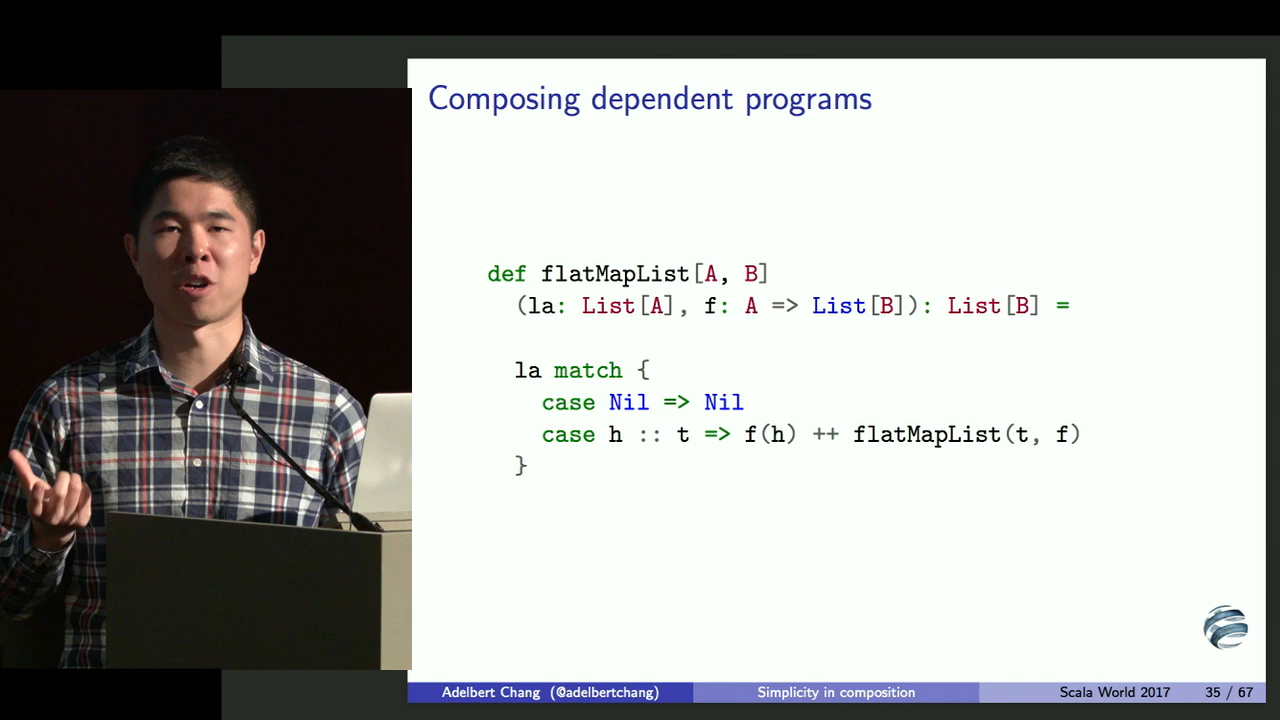 Composing dependent programs
def flatMapList[A, B]
(la: List[A], f: A => List[B]): List[B] =
la match {
case Nil => Nil
case h :: t => f(h) ++ flatMapList(t, f)
}
Adelbert Chang (@adelbertchang) Simplicity in composition Scala World 2017 35 / 67